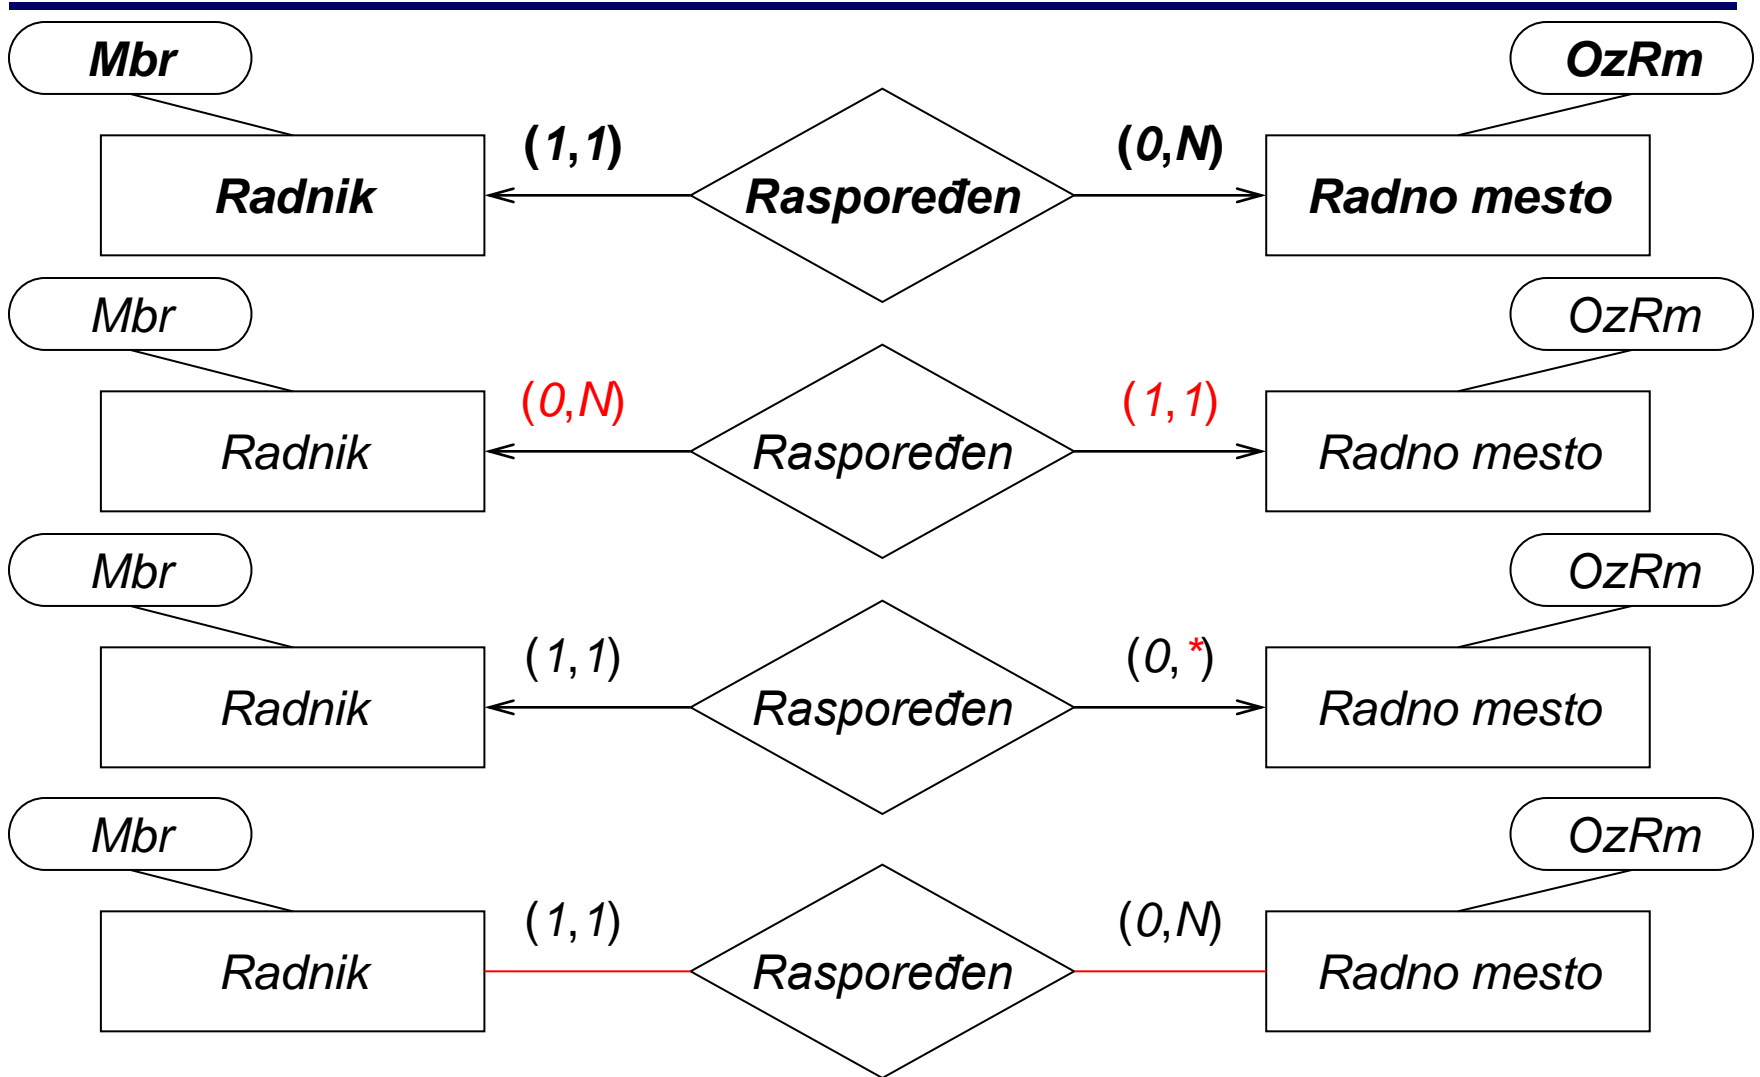 Mbr OzRm
(1,1) (0,N)
Radnik Raspoređen Radno mesto
Mbr OzRm
(0,N) (1,1)
Radnik Raspoređen Radno mesto
Mbr OzRm
(1,1) (0,*)
Radnik Raspoređen Radno mesto
Mbr OzRm
(1,1) (0,N)
Radnik Raspoređen Radno mesto